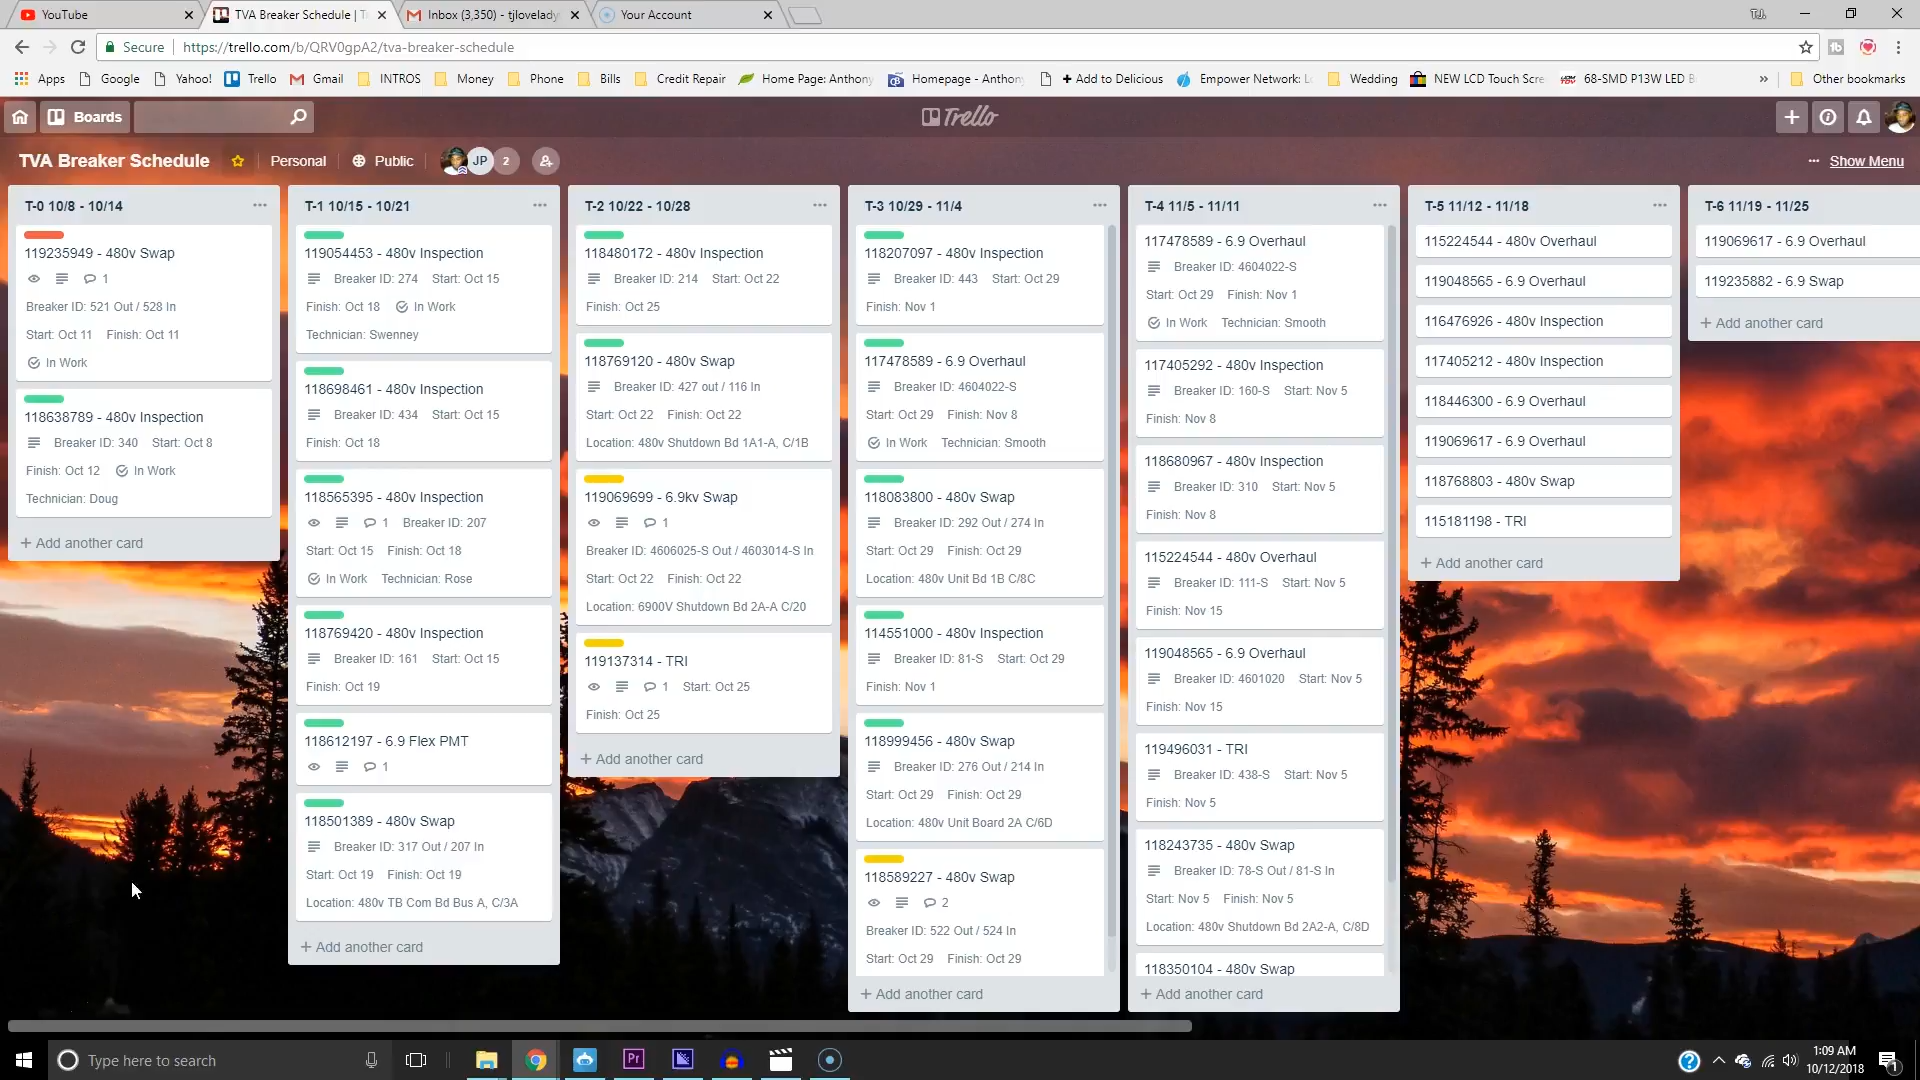 YouTube
TVA Breaker Schedule | T
Inbox (3,350) - tjlovelady
Your Account
TJ.
Secure
https://trello.com/b/QRV0gpA2/tva-breaker-schedule
Apps
Google
Yahoo!
Trello
Gmail
INTROS
Money
Phone
Bills
Credit Repair
Home Page: Anthony
Homepage - Anthony
+ Add to Delicious
Empower Network: L
Wedding
NEW LCD Touch Scre
68-SMD P13W LED B
»
Other bookmarks
Boards
Trello
TVA Breaker Schedule
Personal
Public
JP
2
Show Menu
T-0 10/8 - 10/14
119235949 - 480v Swap
1
Breaker ID: 521 Out / 528 In
Start: Oct 11 Finish: Oct 11
In Work
118638789 - 480v Inspection
Breaker ID: 340 Start: Oct 8
Finish: Oct 12 In Work
Technician: Doug
+ Add another card
T-1 10/15 - 10/21
119054453 - 480v Inspection
Breaker ID: 274 Start: Oct 15
Finish: Oct 18 In Work
Technician: Swenney
118698461 - 480v Inspection
Breaker ID: 434 Start: Oct 15
Finish: Oct 18
118565395 - 480v Inspection
1 Breaker ID: 207
Start: Oct 15 Finish: Oct 18
In Work Technician: Rose
118769420 - 480v Inspection
Breaker ID: 161 Start: Oct 15
Finish: Oct 19
118612197 - 6.9 Flex PMT
1
118501389 - 480v Swap
Breaker ID: 317 Out / 207 In
Start: Oct 19 Finish: Oct 19
Location: 480v TB Com Bd Bus A, C/3A
+ Add another card
T-2 10/22 - 10/28
118480172 - 480v Inspection
Breaker ID: 214 Start: Oct 22
Finish: Oct 25
118769120 - 480v Swap
Breaker ID: 427 out / 116 In
Start: Oct 22 Finish: Oct 22
Location: 480v Shutdown Bd 1A1-A, C/1B
119069699 - 6.9kv Swap
1
Breaker ID: 4606025-S Out / 4603014-S In
Start: Oct 22 Finish: Oct 22
Location: 6900V Shutdown Bd 2A-A C/20
119137314 - TRI
1 Start: Oct 25
Finish: Oct 25
+ Add another card
T-3 10/29 - 11/4
118207097 - 480v Inspection
Breaker ID: 443 Start: Oct 29
Finish: Nov 1
117478589 - 6.9 Overhaul
Breaker ID: 4604022-S
Start: Oct 29 Finish: Nov 8
In Work Technician: Smooth
118083800 - 480v Swap
Breaker ID: 292 Out / 274 In
Start: Oct 29 Finish: Oct 29
Location: 480v Unit Bd 1B C/8C
114551000 - 480v Inspection
Breaker ID: 81-S Start: Oct 29
Finish: Nov 1
118999456 - 480v Swap
Breaker ID: 276 Out / 214 In
Start: Oct 29 Finish: Oct 29
Location: 480v Unit Board 2A C/6D
118589227 - 480v Swap
2
Breaker ID: 522 Out / 524 In
Start: Oct 29 Finish: Oct 29
+ Add another card
T-4 11/5 - 11/11
117478589 - 6.9 Overhaul
Breaker ID: 4604022-S
Start: Oct 29 Finish: Nov 1
In Work Technician: Smooth
117405292 - 480v Inspection
Breaker ID: 160-S Start: Nov 5
Finish: Nov 8
118680967 - 480v Inspection
Breaker ID: 310 Start: Nov 5
Finish: Nov 8
115224544 - 480v Overhaul
Breaker ID: 111-S Start: Nov 5
Finish: Nov 15
119048565 - 6.9 Overhaul
Breaker ID: 4601020 Start: Nov 5
Finish: Nov 15
119496031 - TRI
Breaker ID: 438-S Start: Nov 5
Finish: Nov 5
118243735 - 480v Swap
Breaker ID: 78-S Out / 81-S In
Start: Nov 5 Finish: Nov 5
Location: 480v Shutdown Bd 2A2-A, C/8D
118350104 - 480v Swap
+ Add another card
T-5 11/12 - 11/18
115224544 - 480v Overhaul
119048565 - 6.9 Overhaul
116476926 - 480v Inspection
117405212 - 480v Inspection
118446300 - 6.9 Overhaul
119069617 - 6.9 Overhaul
118768803 - 480v Swap
115181198 - TRI
+ Add another card
T-6 11/19 - 11/25
119069617 - 6.9 Overhaul
119235882 - 6.9 Swap
+ Add another card
Type here to search
Pr
1:09 AM
10/12/2018
1